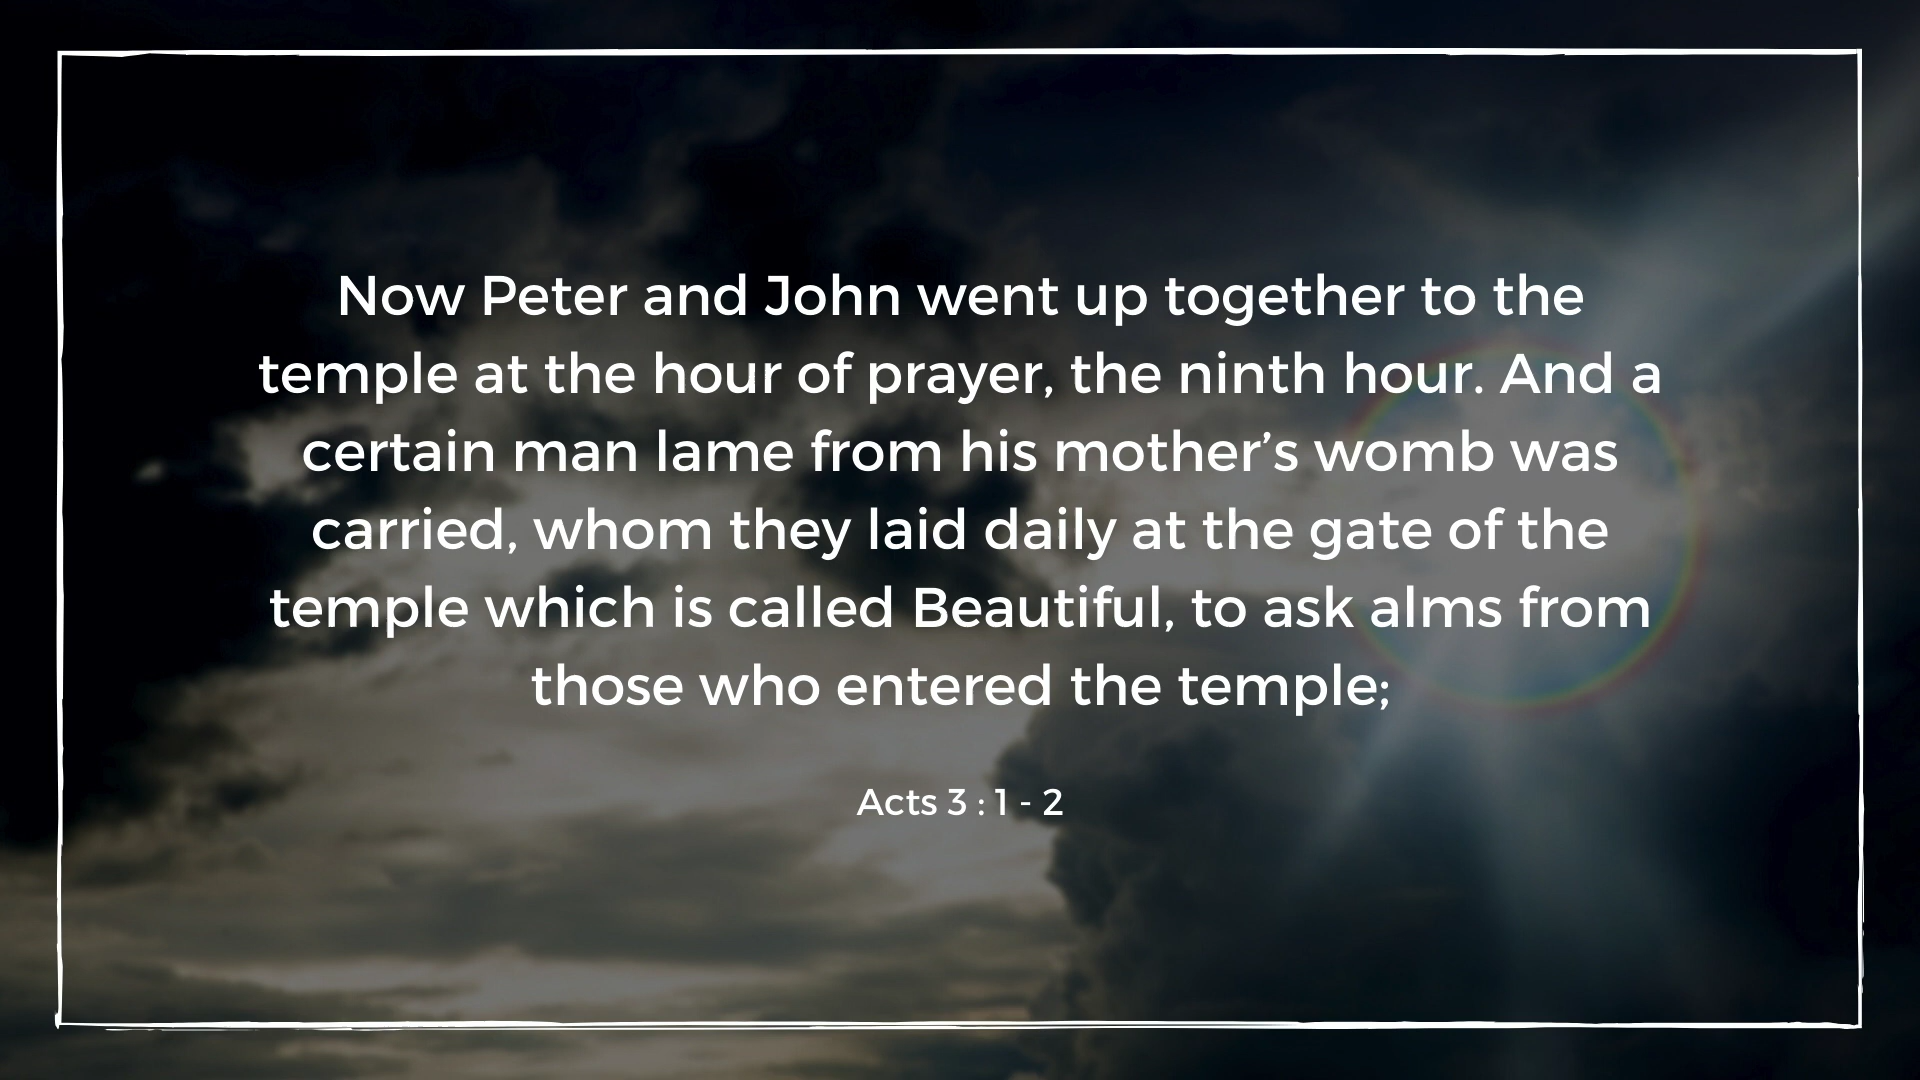 Now Peter and John went up together to the
temple at the hour of prayer, the ninth hour. And a
certain man lame from his mother’s womb was
carried, whom they laid daily at the gate of the
temple which is called Beautiful, to ask alms from
those who entered the temple;
Acts 3 : 1 - 2